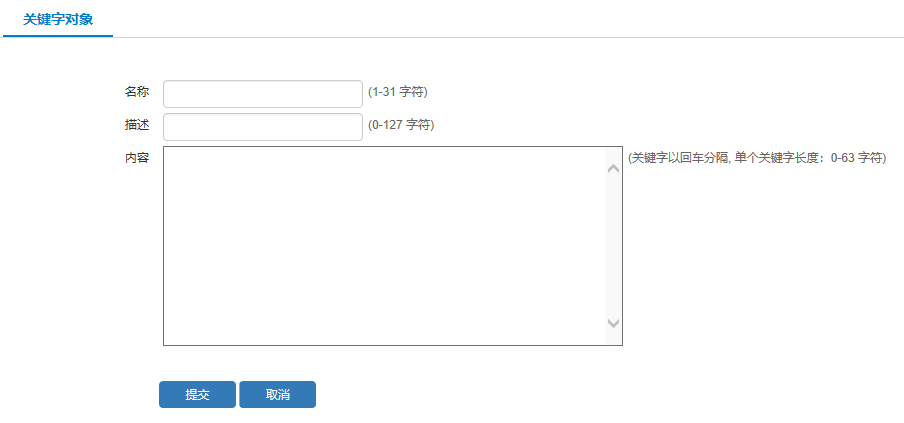 关键字对象
名称 (1-31 字符)
描述 (0-127 字符)
内容 (关键字以回车分隔, 单个关键字长度：0-63 字符)
提交 取消